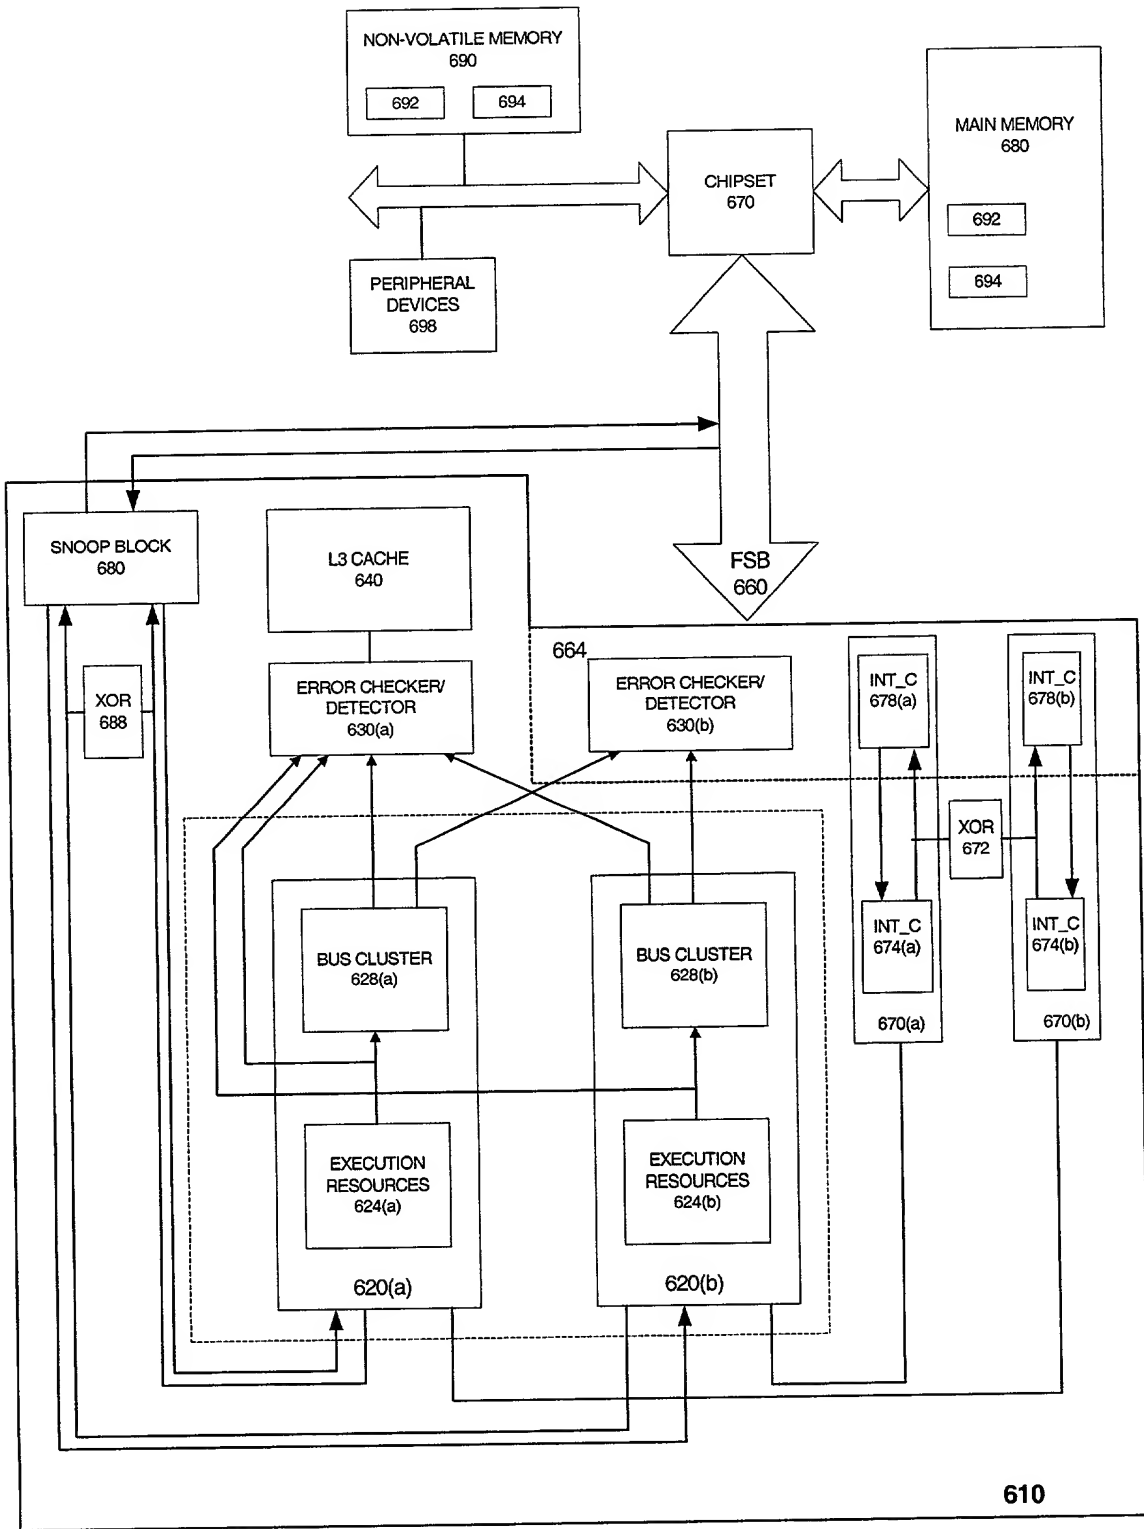 NON-VOLATILE MEMORY
690
692
694
MAIN MEMORY
680
692
694
CHIPSET
670
PERIPHERAL
DEVICES
698
FSB
660
SNOOP BLOCK
680
L3 CACHE
640
XOR
688
ERROR CHECKER/
DETECTOR
630(a)
664
ERROR CHECKER/
DETECTOR
630(b)
INT_C
678(a)
INT_C
678(b)
XOR
672
BUS CLUSTER
628(a)
BUS CLUSTER
628(b)
INT_C
674(a)
INT_C
674(b)
670(a)
670(b)
EXECUTION
RESOURCES
624(a)
EXECUTION
RESOURCES
624(b)
620(a)
620(b)
610